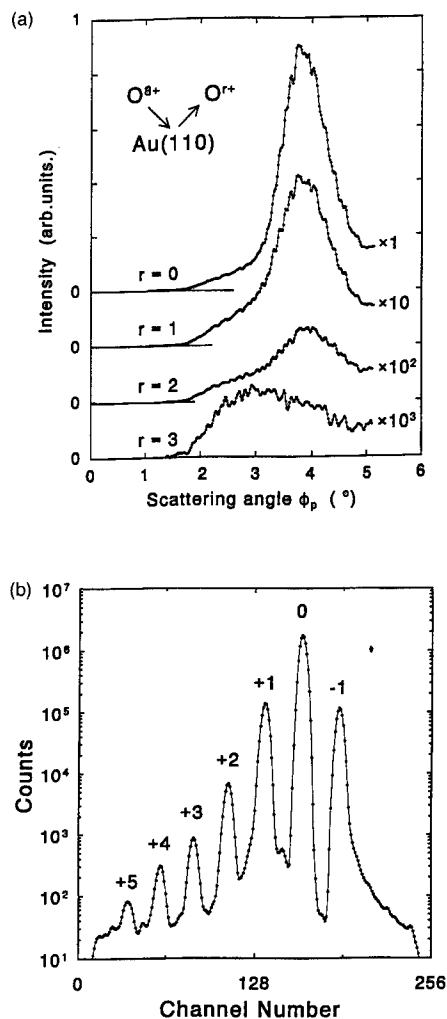 (a)
1
O⁸⁺ Oʳ⁺
Au(110)
Intensity (arb.units.)
r = 0
×1
0
r = 1
×10
0
r = 2
×10²
0
r = 3
×10³
0
0 1 2 3 4 5 6
Scattering angle ϕₚ (°)
(b)
10⁷
10⁶
10⁵
10⁴
10³
10²
10¹
Counts
0
+1
-1
+2
+3
+4
+5
0 128 256
Channel Number